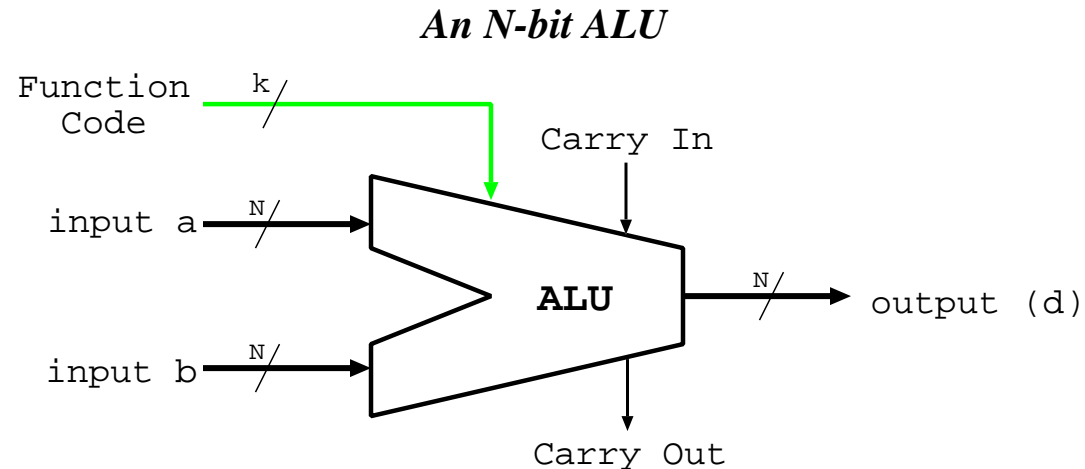 An N-bit ALU
Function
Code
k
Carry In
input a
N
ALU
N
output (d)
input b
N
Carry Out